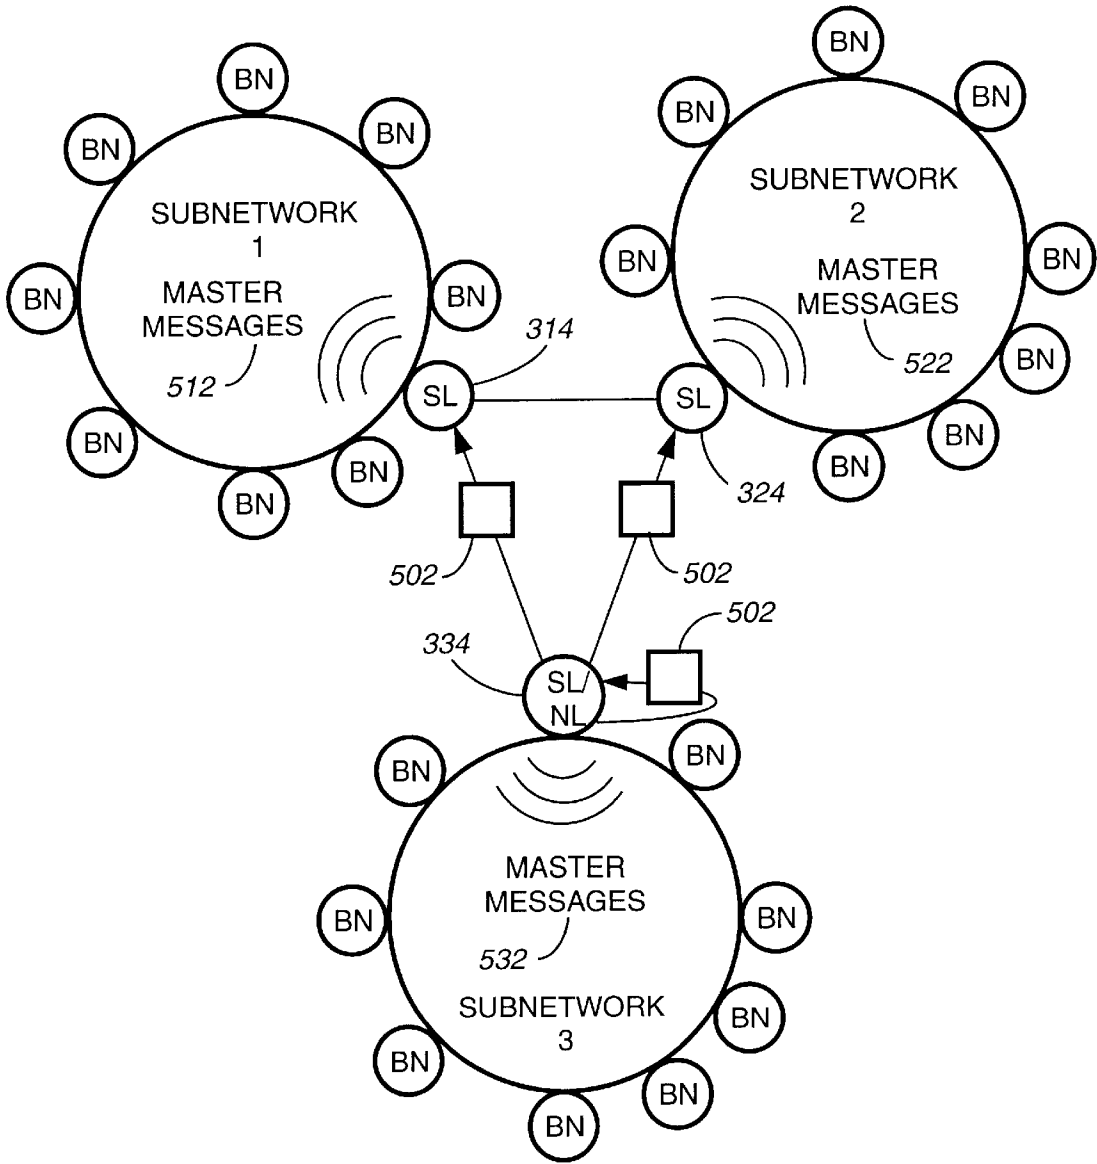 BN
BN
BN
BN
BN
BN
SUBNETWORK
2
SUBNETWORK
1
BN
BN
MASTER
MESSAGES
MASTER
MESSAGES
BN
BN
314
BN
522
512
SL
SL
BN
BN
BN
BN
BN
324
BN
502
502
502
334
SL/
NL
BN
BN
MASTER
MESSAGES
BN
BN
532
SUBNETWORK
3
BN
BN
BN
BN